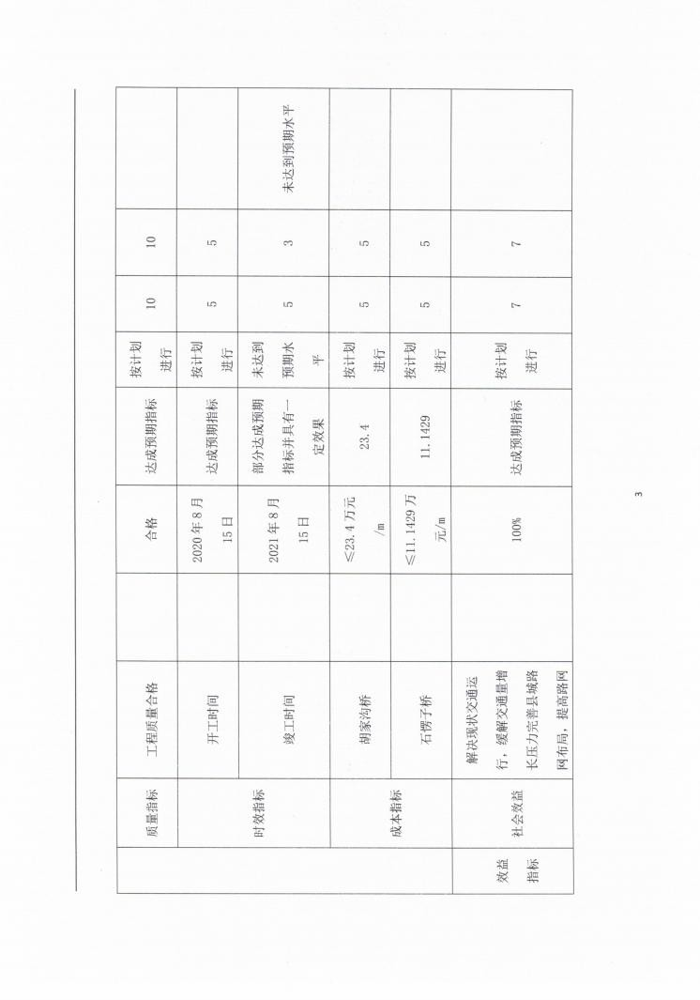 质量指标
工程质量合格
合格
达成预期指标
按计划
进行
10
10
时效指标
开工时间
2020 年 8 月
15 日
达成预期指标
按计划
进行
5
5
竣工时间
2021 年 8 月
15 日
部分达成预期
指标并具有一
定效果
未达到
预期水
平
5
3
未达到预期水平
成本指标
胡家沟桥
≤23.4 万元
/m
23.4
按计划
进行
5
5
石愣子桥
≤11.1429 万
元/m
11.1429
按计划
进行
5
5
效益
指标
社会效益
解决现状交通运
行，缓解交通量增
长压力完善县城路
网布局，提高路网
100%
达成预期指标
按计划
进行
7
7
3